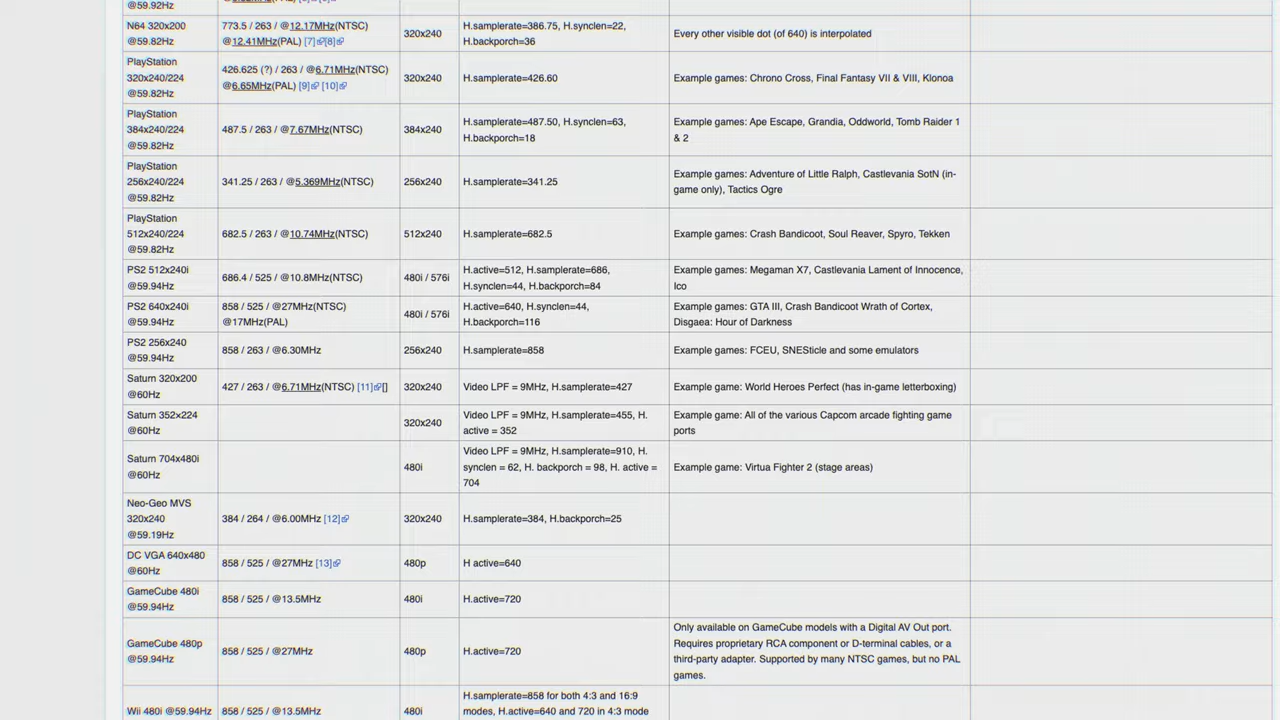 @59.92Hz
N64 320x200 773.5 / 263 / @12.17MHz(NTSC) 320x240 H.samplerate=386.75, H.synclen=22, Every other visible dot (of 640) is interpolated
@59.82Hz @12.41MHz(PAL) [7] [8] H.backporch=36
PlayStation 426.625 (?) / 263 / @6.71MHz(NTSC) 320x240 H.samplerate=426.60 Example games: Chrono Cross, Final Fantasy VII & VIII, Klonoa
320x240/224 @6.65MHz(PAL) [9] [10]
@59.82Hz
PlayStation 487.5 / 263 / @7.67MHz(NTSC) 384x240 H.samplerate=487.50, H.synclen=63, Example games: Ape Escape, Grandia, Oddworld, Tomb Raider 1
384x240/224 H.backporch=18 & 2
@59.82Hz
PlayStation 341.25 / 263 / @5.369MHz(NTSC) 256x240 H.samplerate=341.25 Example games: Adventure of Little Ralph, Castlevania SotN (in-
256x240/224 game only), Tactics Ogre
@59.82Hz
PlayStation 682.5 / 263 / @10.74MHz(NTSC) 512x240 H.samplerate=682.5 Example games: Crash Bandicoot, Soul Reaver, Spyro, Tekken
512x240/224
@59.82Hz
PS2 512x240i 686.4 / 525 / @10.8MHz(NTSC) 480i / 576i H.active=512, H.samplerate=686, Example games: Megaman X7, Castlevania Lament of Innocence,
@59.94Hz H.synclen=44, H.backporch=84 Ico
PS2 640x240i 858 / 525 / @27MHz(NTSC) 480i / 576i H.active=640, H.synclen=44, Example games: GTA III, Crash Bandicoot Wrath of Cortex,
@59.94Hz @17MHz(PAL) H.backporch=116 Disgaea: Hour of Darkness
PS2 256x240 858 / 263 / @6.30MHz 256x240 H.samplerate=858 Example games: FCEU, SNESticle and some emulators
@59.94Hz
Saturn 320x200 427 / 263 / @6.71MHz(NTSC) [11] [] 320x240 Video LPF = 9MHz, H.samplerate=427 Example game: World Heroes Perfect (has in-game letterboxing)
@60Hz
Saturn 352x224 320x240 Video LPF = 9MHz, H.samplerate=455, H. Example game: All of the various Capcom arcade fighting game
@60Hz active = 352 ports
Saturn 704x480i 480i Video LPF = 9MHz, H.samplerate=910, H. Example game: Virtua Fighter 2 (stage areas)
@60Hz synclen = 62, H. backporch = 98, H. active =
704
Neo-Geo MVS 384 / 264 / @6.00MHz [12] 320x240 H.samplerate=384, H.backporch=25
320x240
@59.19Hz
DC VGA 640x480 858 / 525 / @27MHz [13] 480p H active=640
@60Hz
GameCube 480i 858 / 525 / @13.5MHz 480i H.active=720
@59.94Hz
GameCube 480p 858 / 525 / @27MHz 480p H.active=720 Only available on GameCube models with a Digital AV Out port.
@59.94Hz Requires proprietary RCA component or D-terminal cables, or a
third-party adapter. Supported by many NTSC games, but no PAL
games.
Wii 480i @59.94Hz 858 / 525 / @13.5MHz 480i H.samplerate=858 for both 4:3 and 16:9
modes, H.active=640 and 720 in 4:3 mode